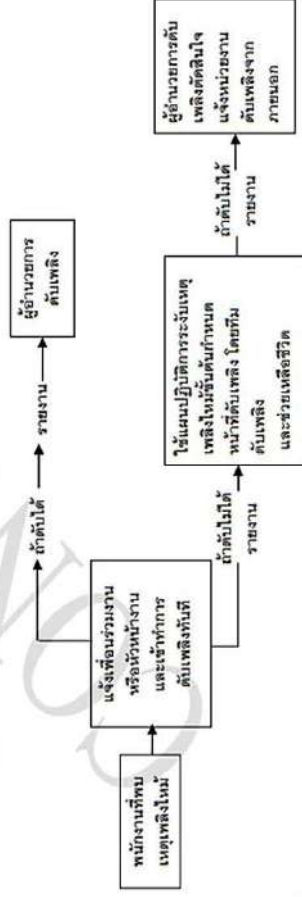 พนักงานที่พบ
เหตุเพลิงไหม้
แจ้งเพื่อนร่วมงาน
หรือหัวหน้างาน
และเข้าทำการ
ดับเพลิงทันที
ถ้าดับได้
รายงาน
ผู้อำนวยการ
ดับเพลิง
ถ้าดับไม่ได้
รายงาน
ใช้แผนปฏิบัติการระงับเหตุ
เพลิงไหม้ขั้นต้นกำหนด
หน้าที่ดับเพลิง โดยทีม
ดับเพลิง
และช่วยเหลือชีวิต
ถ้าดับไม่ได้
รายงาน
ผู้อำนวยการดับ
เพลิงตัดสินใจ
แจ้งหน่วยงาน
ดับเพลิงจาก
ภายนอก